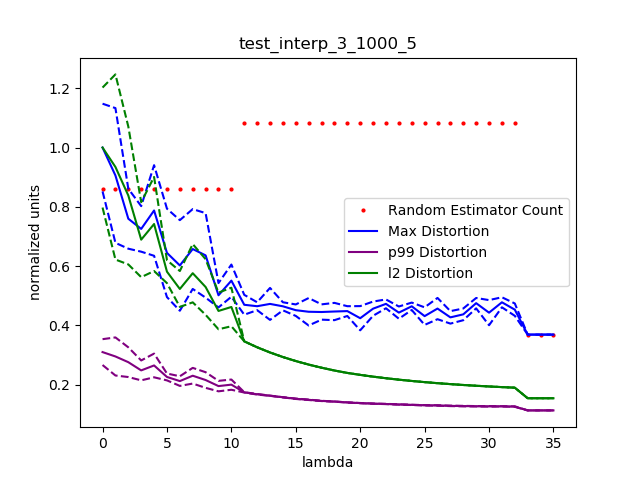 test_interp_3_1000_5
1.2
1.0
0.8
0.6
0.4
0.2
normalized units
Random Estimator Count
Max Distortion
p99 Distortion
l2 Distortion
0 5 10 15 20 25 30 35
lambda